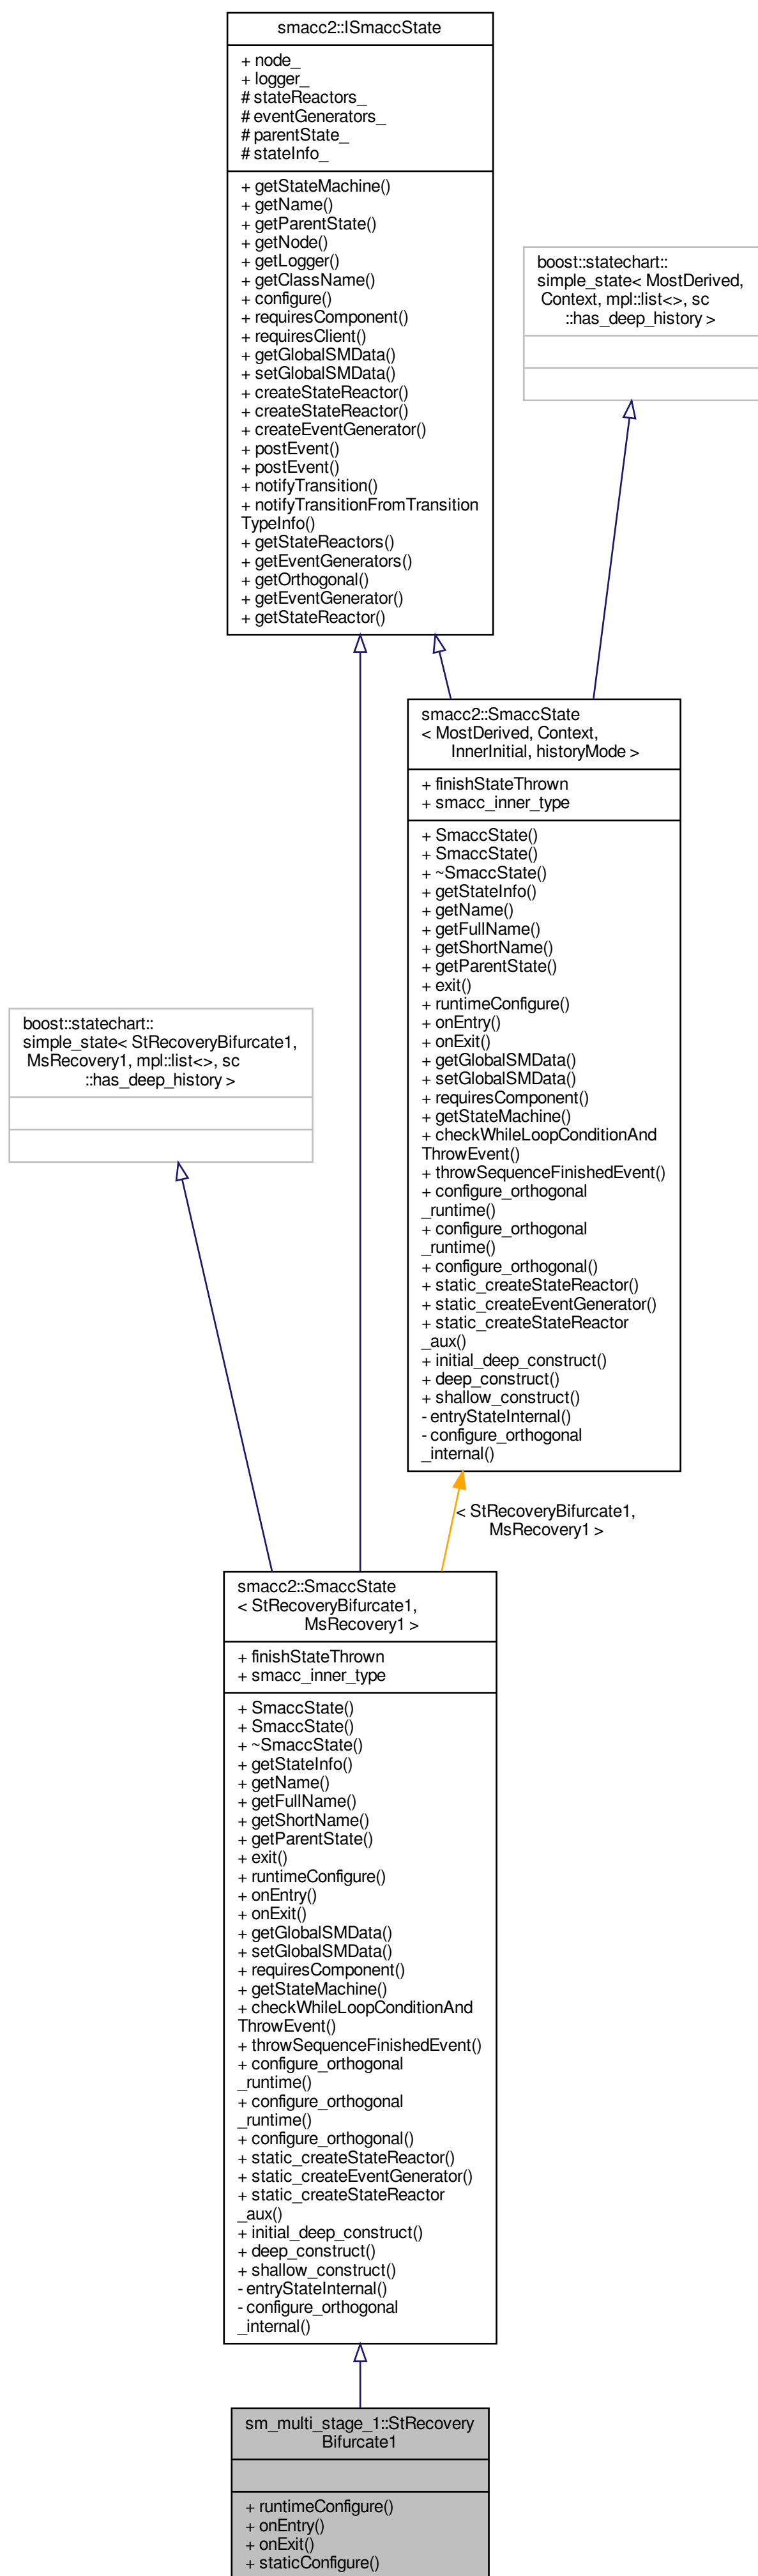 smacc2::ISmaccState
+ node_
+ logger_
# stateReactors_
# eventGenerators_
# parentState_
# stateInfo_
+ getStateMachine()
+ getName()
+ getParentState()
+ getNode()
+ getLogger()
+ getClassName()
+ configure()
+ requiresComponent()
+ requiresClient()
+ getGlobalSMData()
+ setGlobalSMData()
+ createStateReactor()
+ createStateReactor()
+ createEventGenerator()
+ postEvent()
+ postEvent()
+ notifyTransition()
+ notifyTransitionFromTransition
TypeInfo()
+ getStateReactors()
+ getEventGenerators()
+ getOrthogonal()
+ getEventGenerator()
+ getStateReactor()
boost::statechart::
simple_state< MostDerived,
Context, mpl::list<>, sc
::has_deep_history >
smacc2::SmaccState
< MostDerived, Context,
InnerInitial, historyMode >
+ finishStateThrown
+ smacc_inner_type
+ SmaccState()
+ SmaccState()
+ ~SmaccState()
+ getStateInfo()
+ getName()
+ getFullName()
+ getShortName()
+ getParentState()
+ exit()
+ runtimeConfigure()
+ onEntry()
+ onExit()
+ getGlobalSMData()
+ setGlobalSMData()
+ requiresComponent()
+ getStateMachine()
+ checkWhileLoopConditionAnd
ThrowEvent()
+ throwSequenceFinishedEvent()
+ configure_orthogonal
_runtime()
+ configure_orthogonal
_runtime()
+ configure_orthogonal()
+ static_createStateReactor()
+ static_createEventGenerator()
+ static_createStateReactor
_aux()
+ initial_deep_construct()
+ deep_construct()
+ shallow_construct()
- entryStateInternal()
- configure_orthogonal
_internal()
boost::statechart::
simple_state< StRecoveryBifurcate1,
MsRecovery1, mpl::list<>, sc
::has_deep_history >
< StRecoveryBifurcate1,
MsRecovery1 >
smacc2::SmaccState
< StRecoveryBifurcate1,
MsRecovery1 >
+ finishStateThrown
+ smacc_inner_type
+ SmaccState()
+ SmaccState()
+ ~SmaccState()
+ getStateInfo()
+ getName()
+ getFullName()
+ getShortName()
+ getParentState()
+ exit()
+ runtimeConfigure()
+ onEntry()
+ onExit()
+ getGlobalSMData()
+ setGlobalSMData()
+ requiresComponent()
+ getStateMachine()
+ checkWhileLoopConditionAnd
ThrowEvent()
+ throwSequenceFinishedEvent()
+ configure_orthogonal
_runtime()
+ configure_orthogonal
_runtime()
+ configure_orthogonal()
+ static_createStateReactor()
+ static_createEventGenerator()
+ static_createStateReactor
_aux()
+ initial_deep_construct()
+ deep_construct()
+ shallow_construct()
- entryStateInternal()
- configure_orthogonal
_internal()
sm_multi_stage_1::StRecovery
Bifurcate1
+ runtimeConfigure()
+ onEntry()
+ onExit()
+ staticConfigure()